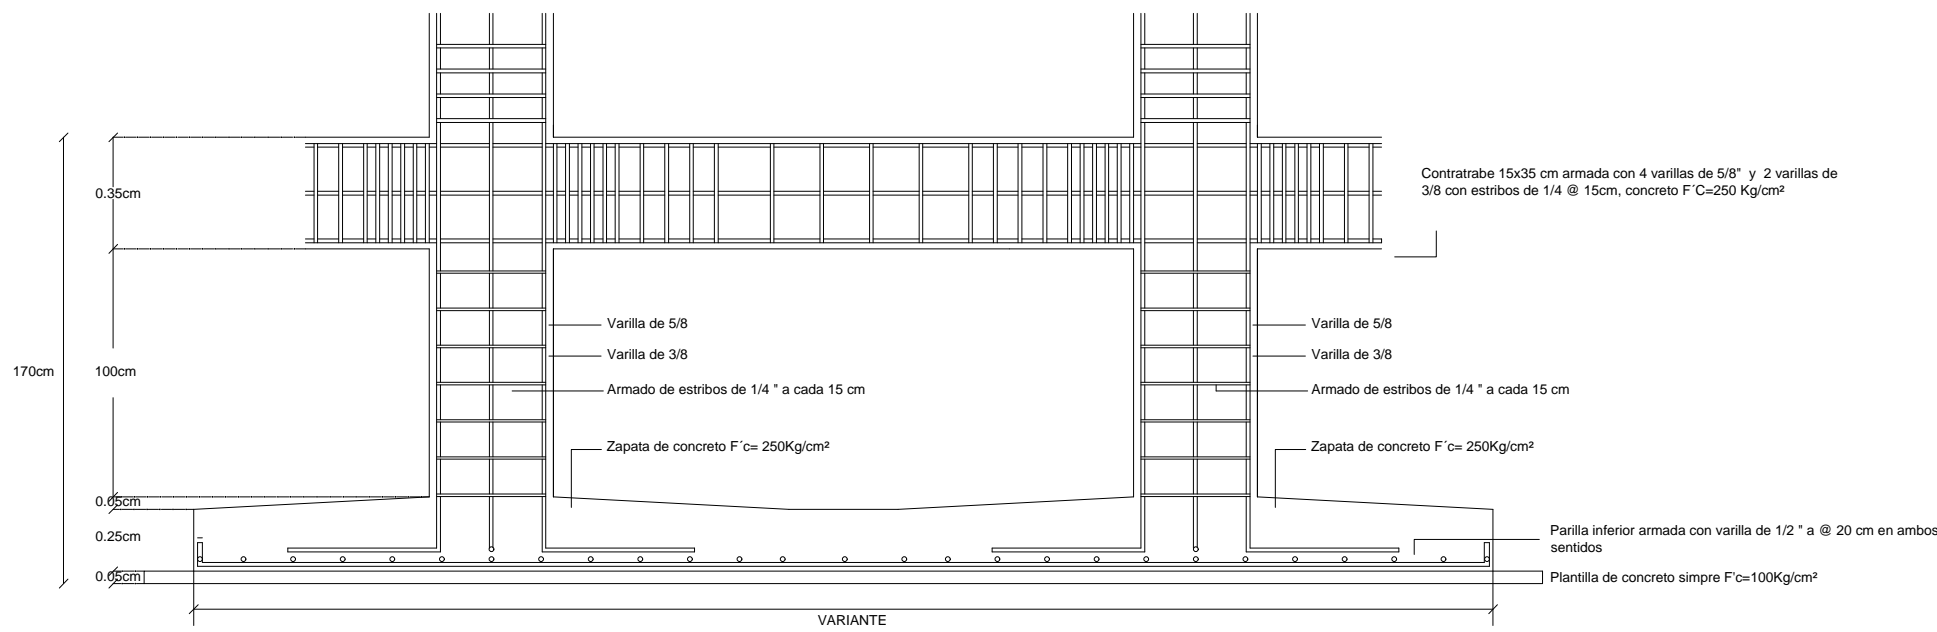 0.35cm
Contratrabe 15x35 cm armada con 4 varillas de 5/8" y 2 varillas de
3/8 con estribos de 1/4 @ 15cm, concreto F´C=250 Kg/cm²
170cm
100cm
Varilla de 5/8
Varilla de 3/8
Armado de estribos de 1/4 " a cada 15 cm
Zapata de concreto F´c= 250Kg/cm²
Varilla de 5/8
Varilla de 3/8
Armado de estribos de 1/4 " a cada 15 cm
Zapata de concreto F´c= 250Kg/cm²
0.05cm
0.25cm
0.05cm
Parilla inferior armada con varilla de 1/2 " a @ 20 cm en ambos
sentidos
Plantilla de concreto simpre F'c=100Kg/cm²
VARIANTE